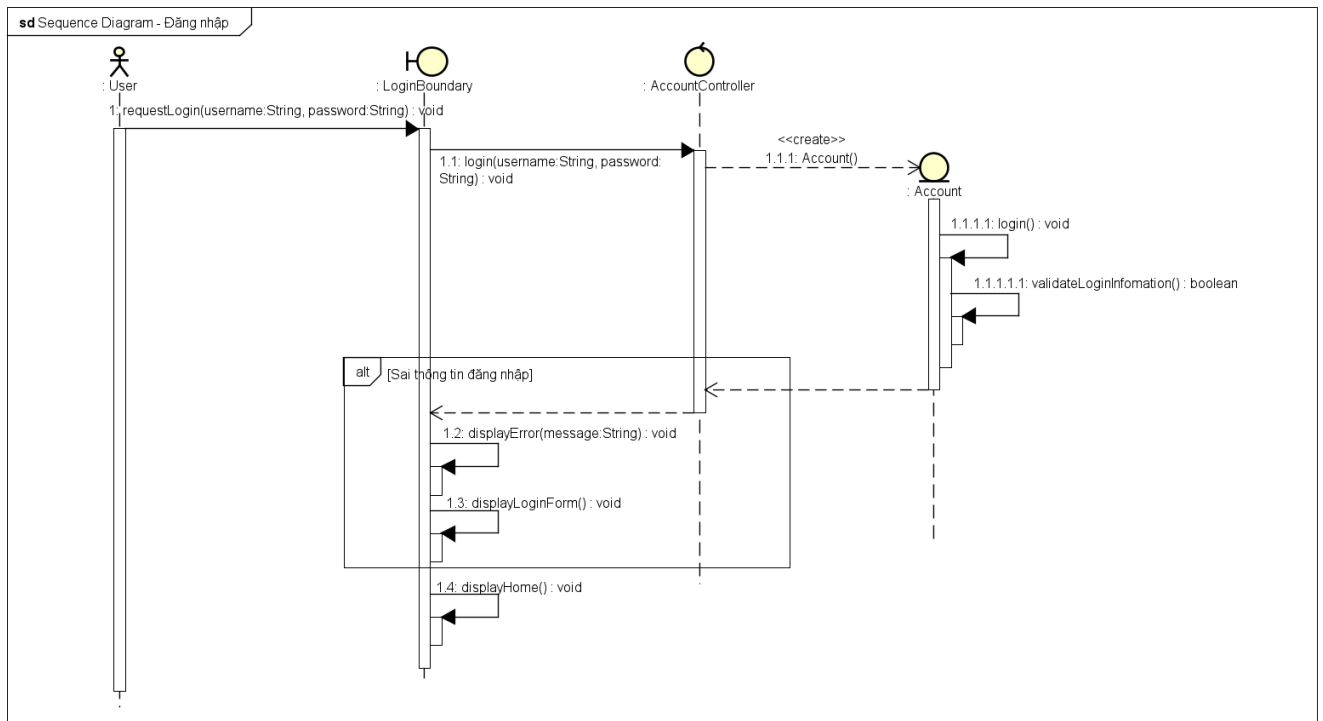 sd Sequence Diagram - Đăng nhập
: User
: LoginBoundary
: AccountController
1: requestLogin(username:String, password:String) : void
<<create>>
1.1: login(username:String, password:
String) : void
1.1.1: Account()
: Account
1.1.1.1: login() : void
1.1.1.1.1: validateLoginInfomation() : boolean
alt
[Sai thông tin đăng nhập]
1.2: displayError(message:String) : void
1.3: displayLoginForm() : void
1.4: displayHome() : void